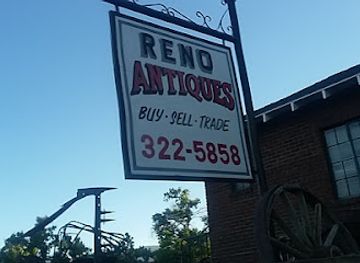 RENO
ANTIQUES
BUY · SELL · TRADE
322-5858